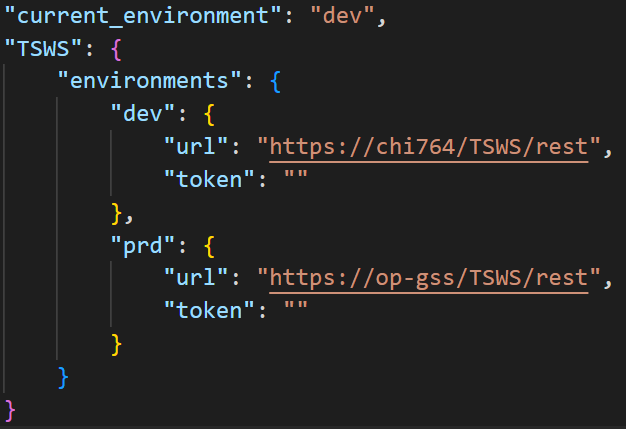 "current_environment": "dev",
"TSWS": {
    "environments": {
        "dev": {
            "url": "https://chi764/TSWS/rest",
            "token": ""
        },
        "prd": {
            "url": "https://op-gss/TSWS/rest",
            "token": ""
        }
    }
}